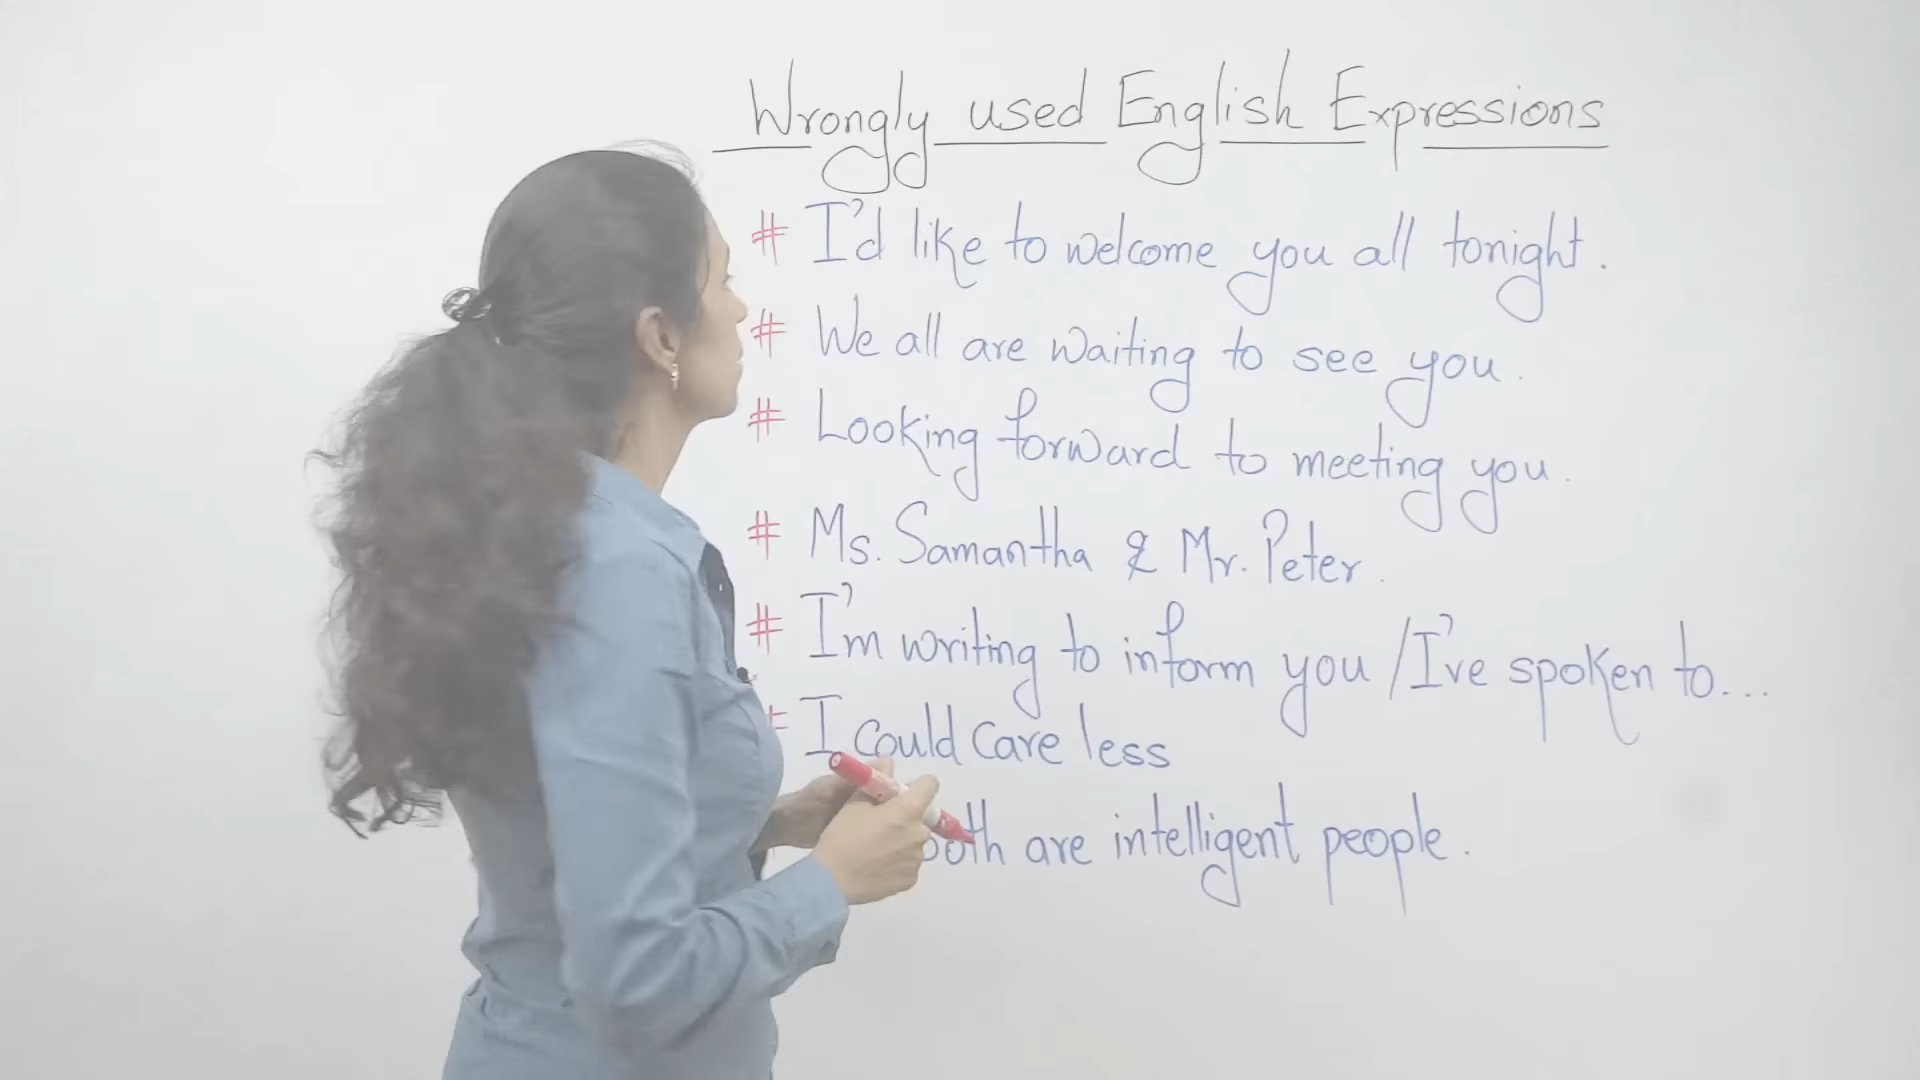 Wrongly used English Expressions
# I'd like to welcome you all tonight.
# We all are waiting to see you.
# Looking forward to meeting you.
# Ms. Samantha & Mr. Peter.
# I'm writing to inform you / I've spoken to...
# I could care less
both are intelligent people.